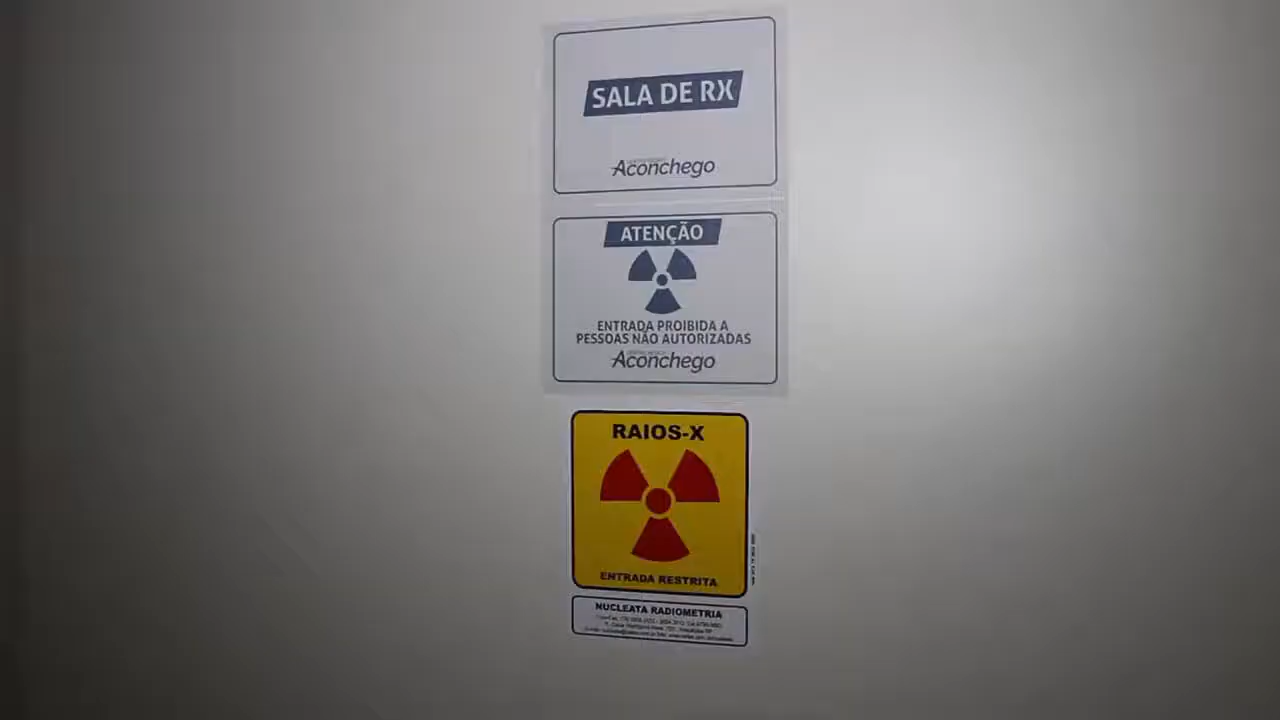 SALA DE RX
Aconchego
ATENÇÃO
ENTRADA PROIBIDA A
PESSOAS NÃO AUTORIZADAS
Aconchego
RAIOS-X
ENTRADA RESTRITA
NUCLEATA RADIOMETRIA